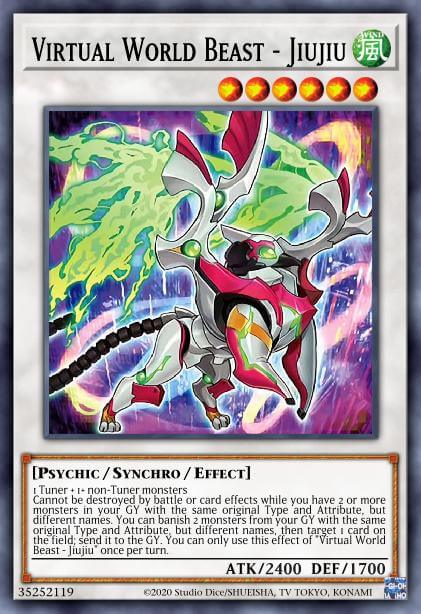 Virtual World Beast - Jiujiu
WIND
風
[Psychic / Synchro / Effect]
1 Tuner + 1+ non-Tuner monsters
Cannot be destroyed by battle or card effects while you have 2 or more
monsters in your GY with the same original Type and Attribute, but
different names. You can banish 2 monsters from your GY with the same
original Type and Attribute, but different names, then target 1 card on
the field; send it to the GY. You can only use this effect of "Virtual World
Beast - Jiujiu" once per turn.
ATK/2400 DEF/1700
35252119
©2020 Studio Dice/SHUEISHA, TV TOKYO, KONAMI